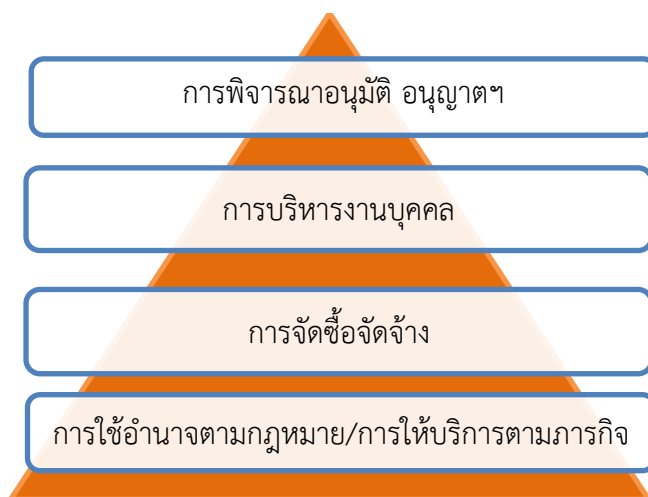 การพิจารณาอนุมัติ อนุญาตฯ
การบริหารงานบุคคล
การจัดซื้อจัดจ้าง
การใช้อำนาจตามกฎหมาย/การให้บริการตามภารกิจ